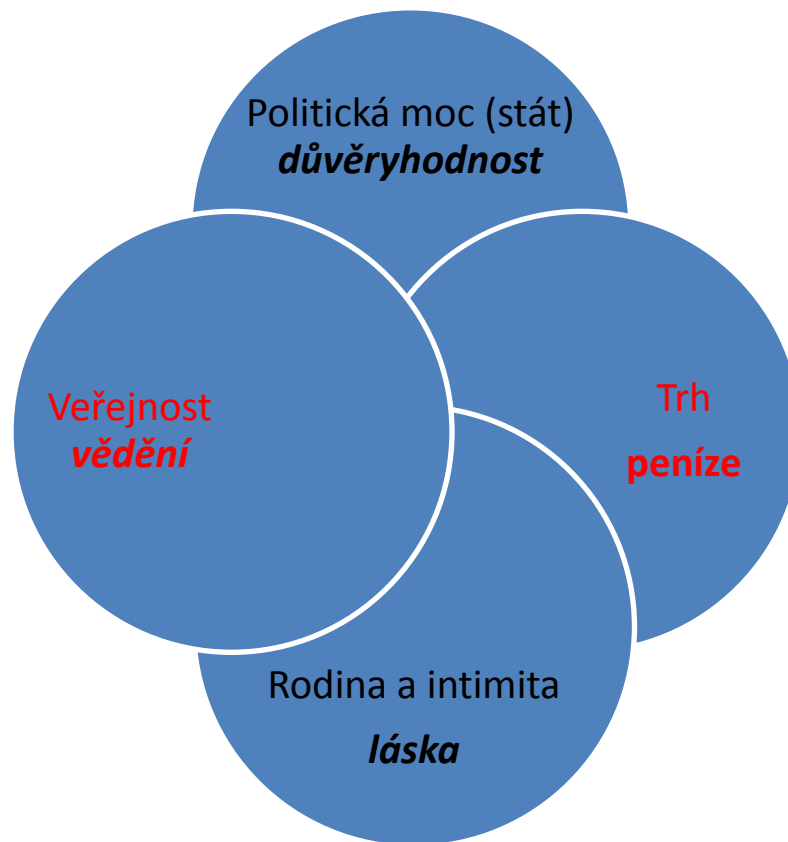 Politická moc (stát)
důvěryhodnost
Veřejnost
vědění
Trh
peníze
Rodina a intimita
láska